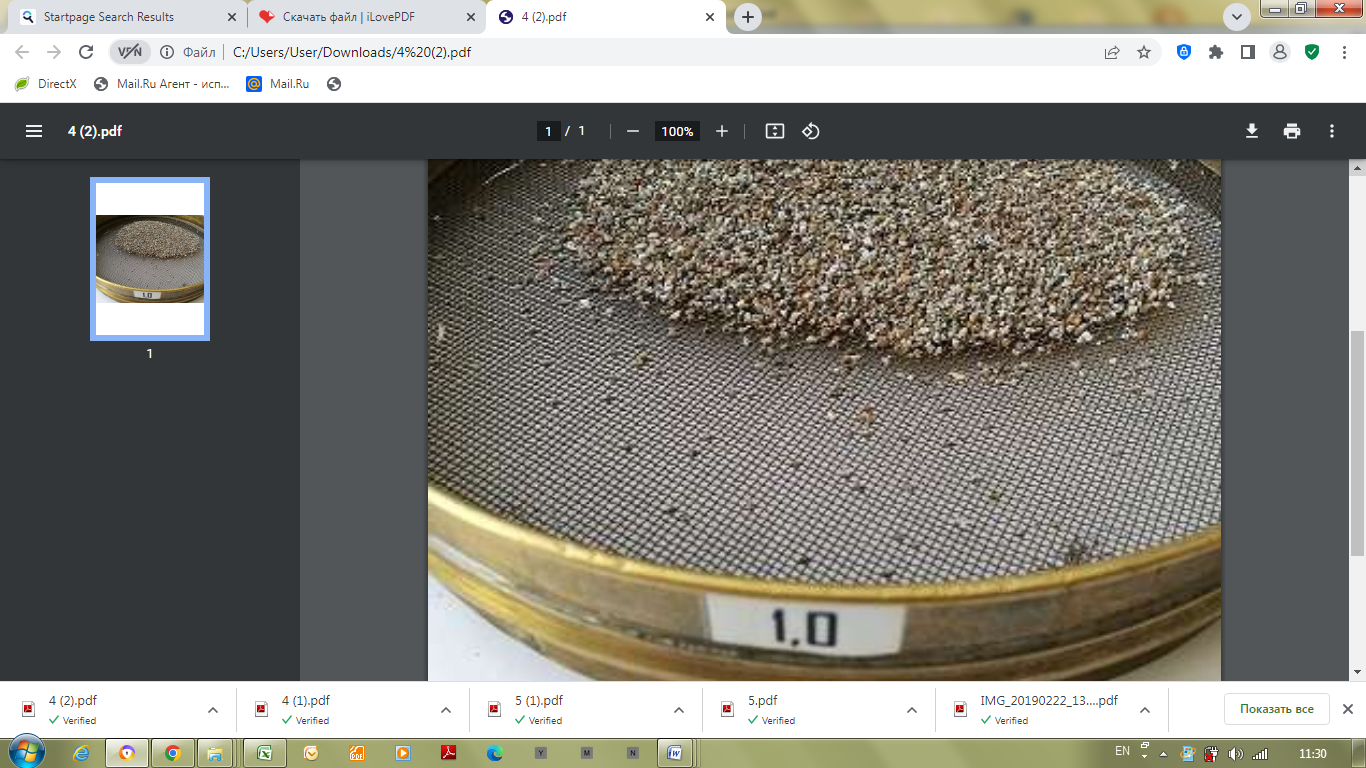 Startpage Search Results
Скачать файл | iLovePDF
4 (2).pdf
VPN
Файл
C:/Users/User/Downloads/4%20(2).pdf
DirectX
Mail.Ru Агент - исп...
Mail.Ru
4 (2).pdf
1 / 1
100%
1
1,0
1.0
4 (2).pdf
Verified
4 (1).pdf
Verified
5 (1).pdf
Verified
5.pdf
Verified
IMG_20190222_13....pdf
Verified
Показать все
Y
M
N
EN
11:30